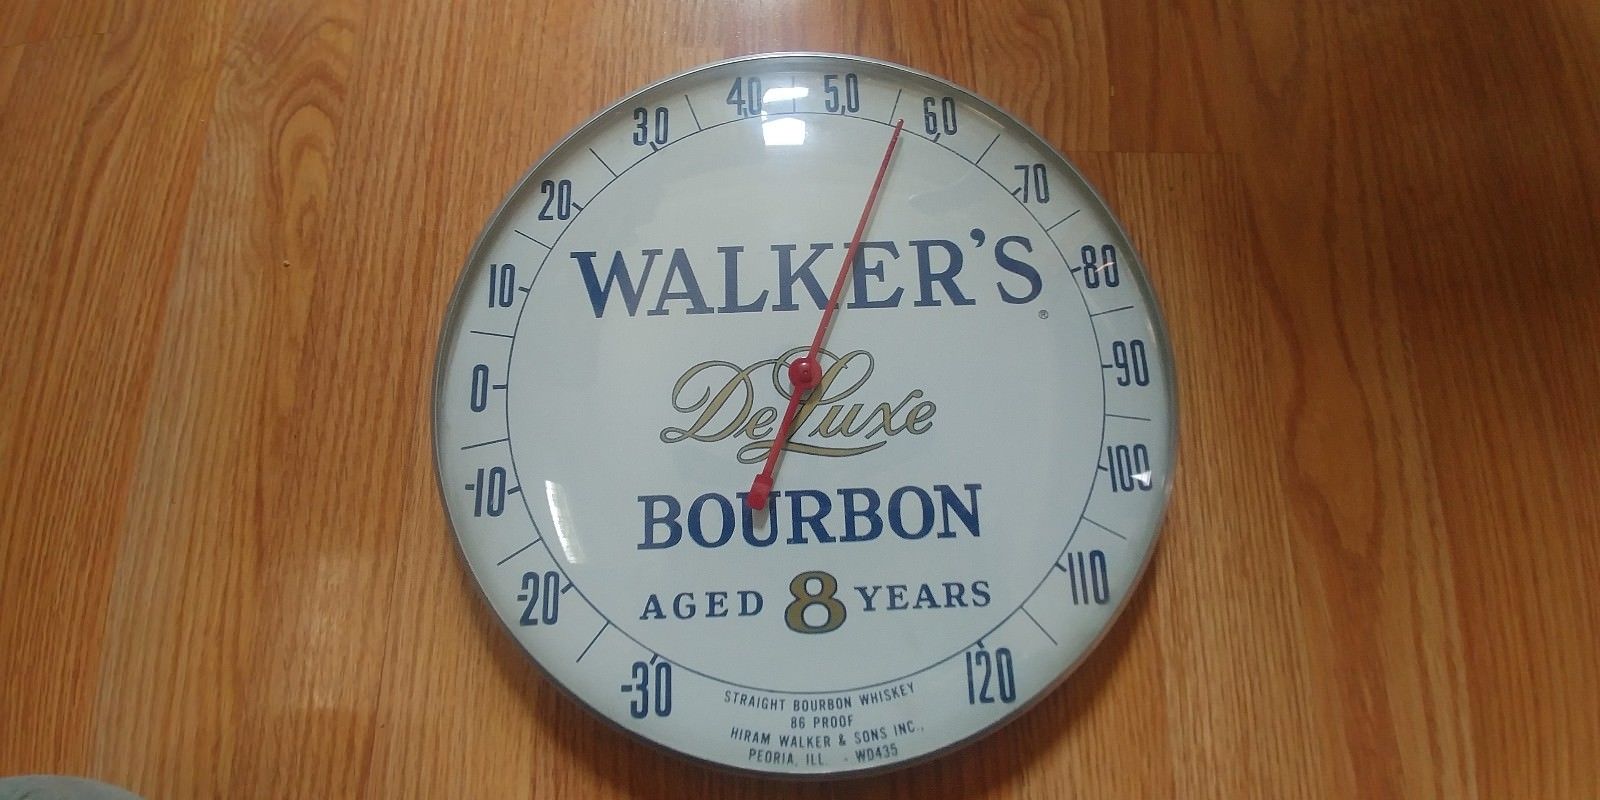 -30
-20
-10
0
10
20
30
40
50
60
70
80
90
100
110
120
WALKER'S®
DeLuxe
BOURBON
AGED 8 YEARS
STRAIGHT BOURBON WHISKEY
86 PROOF
HIRAM WALKER & SONS INC.,
PEORIA, ILL. - WD435